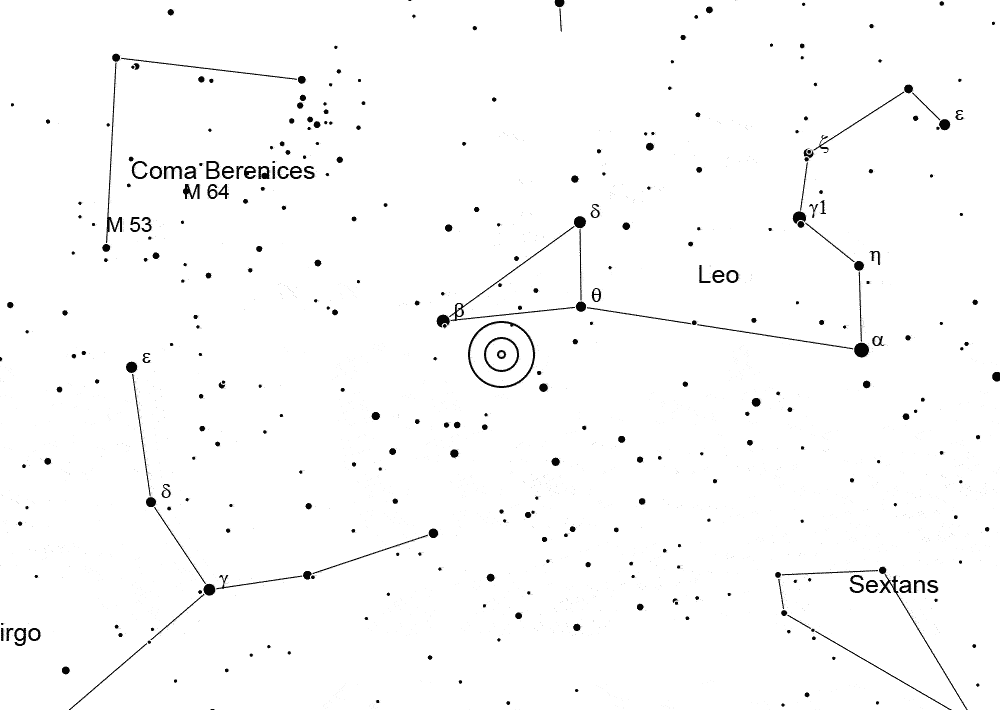 ε
ζ
Coma Berenices
M 64
γ1
δ
M 53
η
Leo
θ
β
α
ε
δ
γ
Sextans
irgo